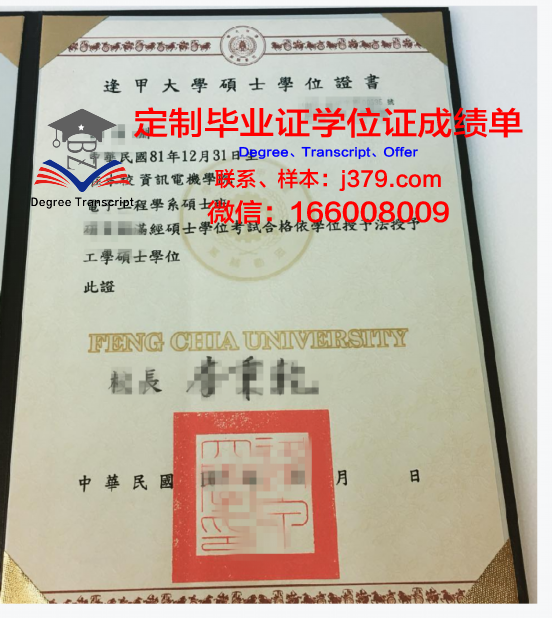 逢甲大學碩士學位證書
號
定制毕业证学位证成绩单
Degree、Transcript、Offer
中華民國81年12月31日生
資訊電機學院
联系、样本：j379.com
BZ
Degree Transcript
電子工程學系碩士班
微信：166008009
滿經碩士學位考試合格依學位授予法授予
工學碩士學位
此證
FENG CHIA UNIVERSITY
校長
中華民國 月 日